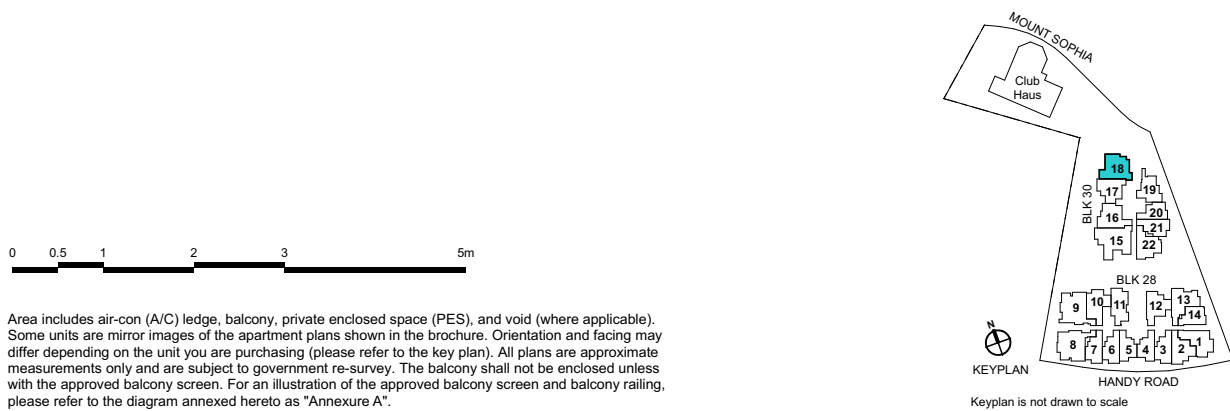 MOUNT SOPHIA
Club
Haus
18
17
19
BLK 30
16
20
21
15
22
0 0.5 1 2 3 5m
BLK 28
Area includes air-con (A/C) ledge, balcony, private enclosed space (PES), and void (where applicable).
Some units are mirror images of the apartment plans shown in the brochure. Orientation and facing may
differ depending on the unit you are purchasing (please refer to the key plan). All plans are approximate
measurements only and are subject to government re-survey. The balcony shall not be enclosed unless
with the approved balcony screen. For an illustration of the approved balcony screen and balcony railing,
please refer to the diagram annexed hereto as "Annexure A".
9 10 11 12 13
14
8 7 6 5 4 3 2 1
N
KEYPLAN
HANDY ROAD
Keyplan is not drawn to scale